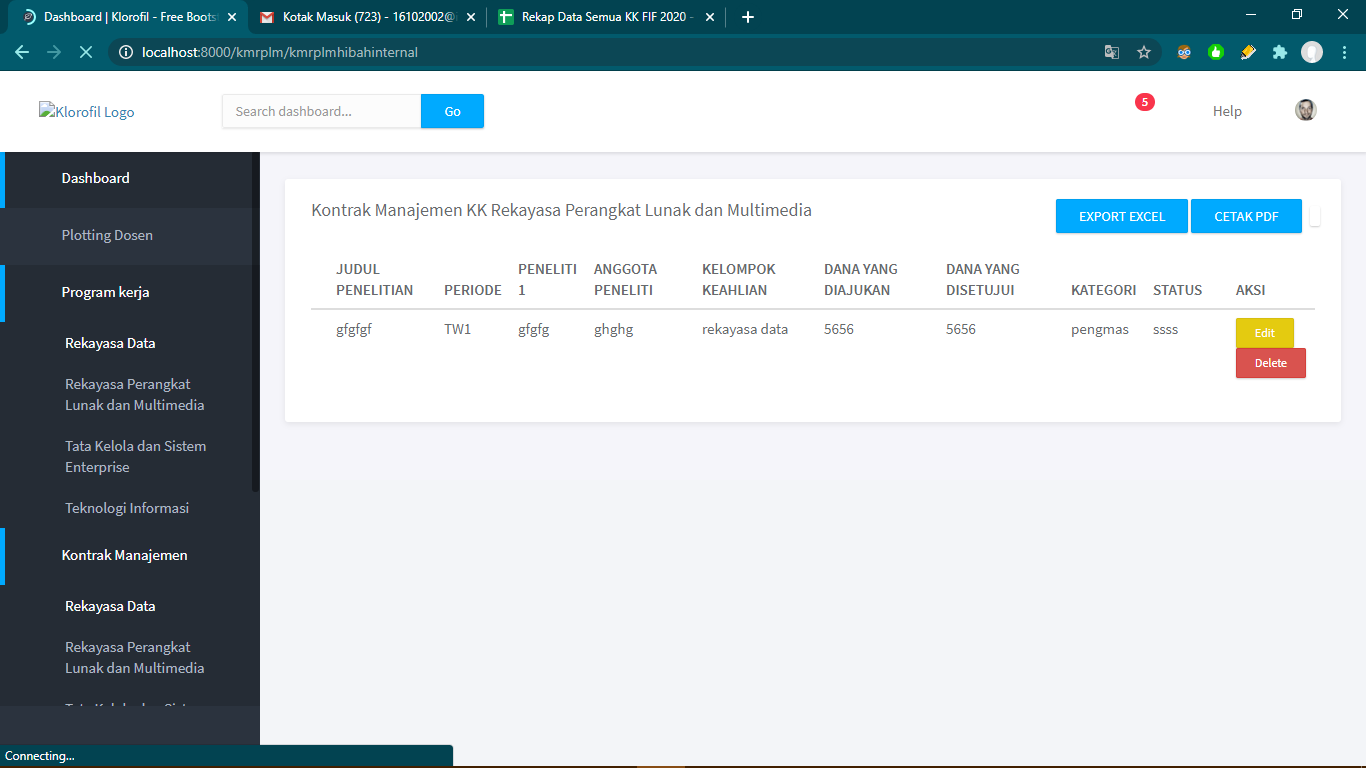 Dashboard | Klorofil - Free Bootst
Kotak Masuk (723) - 16102002@i
Rekap Data Semua KK FIF 2020 -
localhost:8000/kmrplm/kmrplmhibahinternal
Klorofil Logo
Search dashboard...
Go
5
Help
Dashboard
Plotting Dosen
Program kerja
Rekayasa Data
Rekayasa Perangkat
Lunak dan Multimedia
Tata Kelola dan Sistem
Enterprise
Teknologi Informasi
Kontrak Manajemen
Rekayasa Data
Rekayasa Perangkat
Lunak dan Multimedia
Tata Kelola dan Sistem
Kontrak Manajemen KK Rekayasa Perangkat Lunak dan Multimedia
EXPORT EXCEL
CETAK PDF
JUDUL PENELITIAN PERIODE PENELITI 1 ANGGOTA PENELITI KELOMPOK KEAHLIAN DANA YANG DIAJUKAN DANA YANG DISETUJUI KATEGORI STATUS AKSI
gfgfgf TW1 gfgfg ghghg rekayasa data 5656 5656 pengmas ssss Edit
Delete
Connecting...